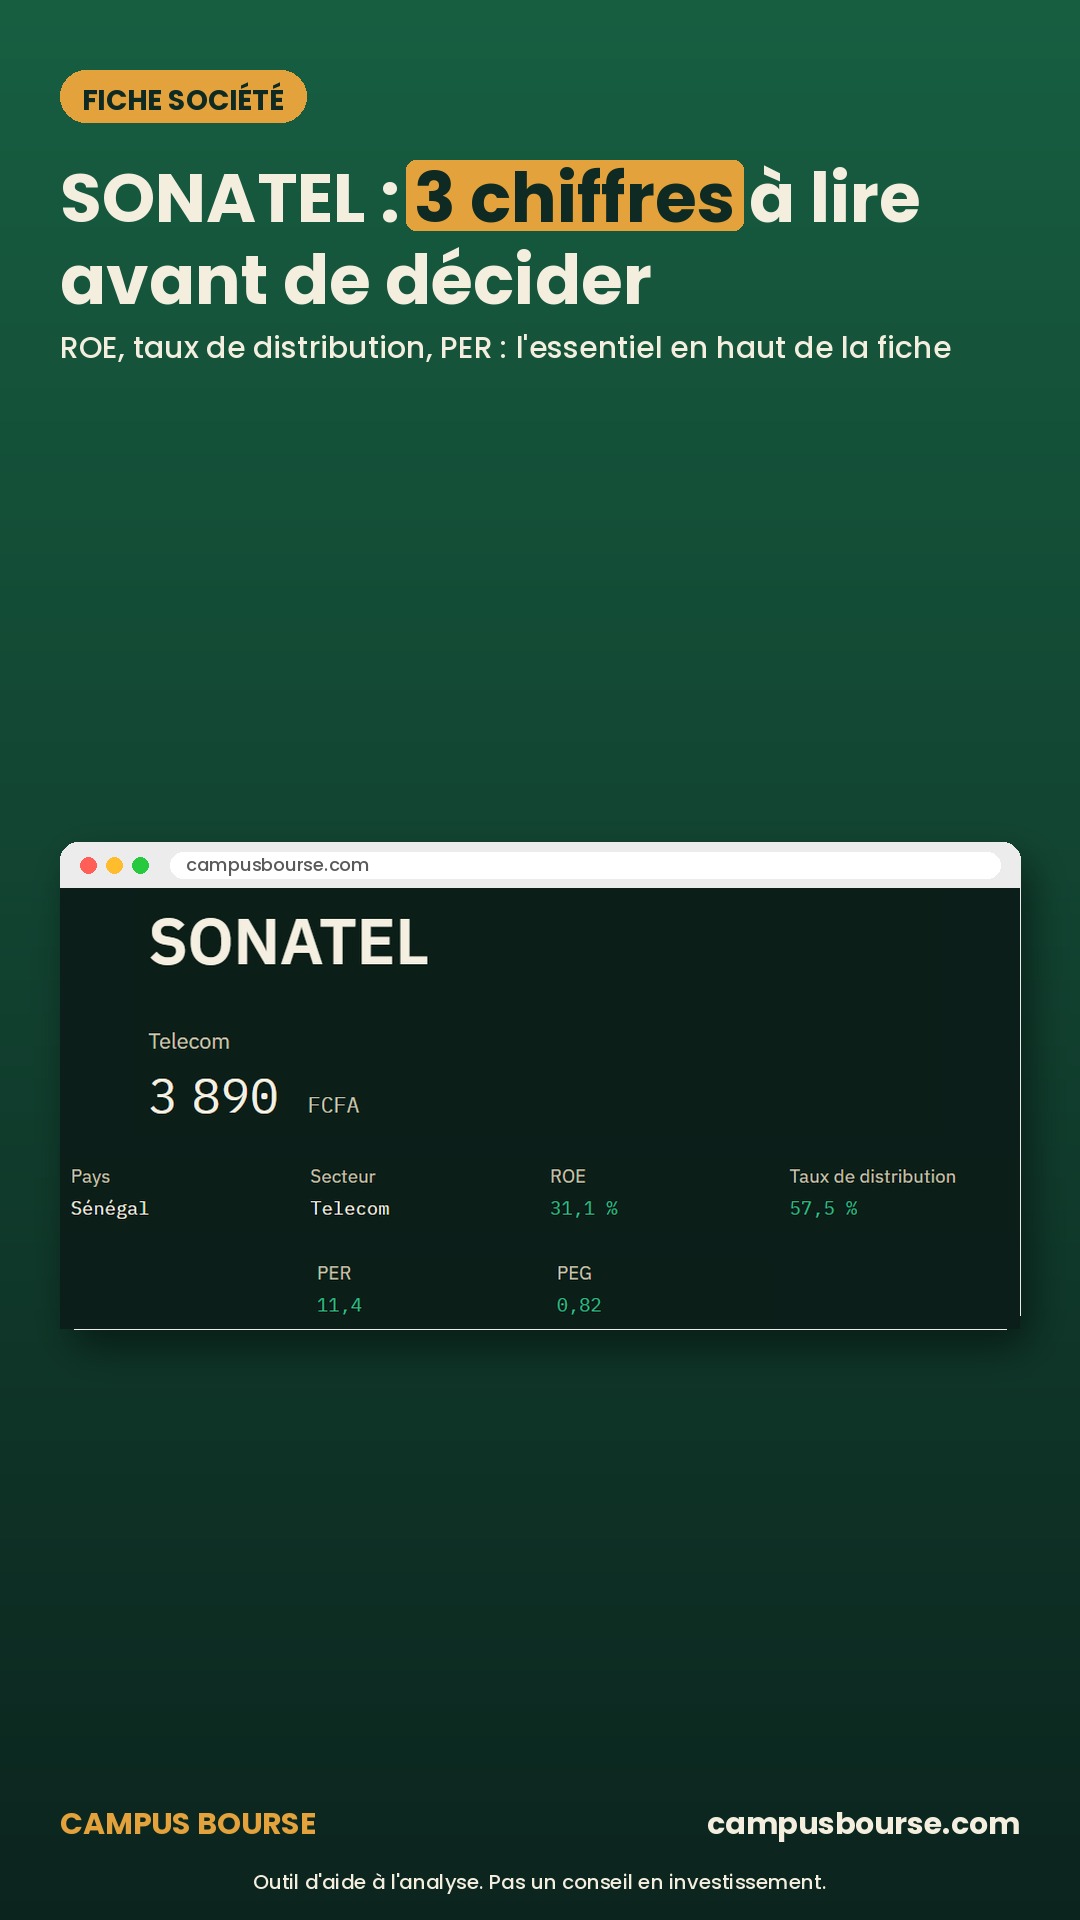 FICHE SOCIÉTÉ
SONATEL : 3 chiffres à lire
avant de décider
ROE, taux de distribution, PER : l'essentiel en haut de la fiche
campusbourse.com
SONATEL
Telecom
3 890 FCFA
Pays Secteur ROE Taux de distribution
Sénégal Telecom 31,1 % 57,5 %
PER PEG
11,4 0,82
CAMPUS BOURSE campusbourse.com
Outil d'aide à l'analyse. Pas un conseil en investissement.